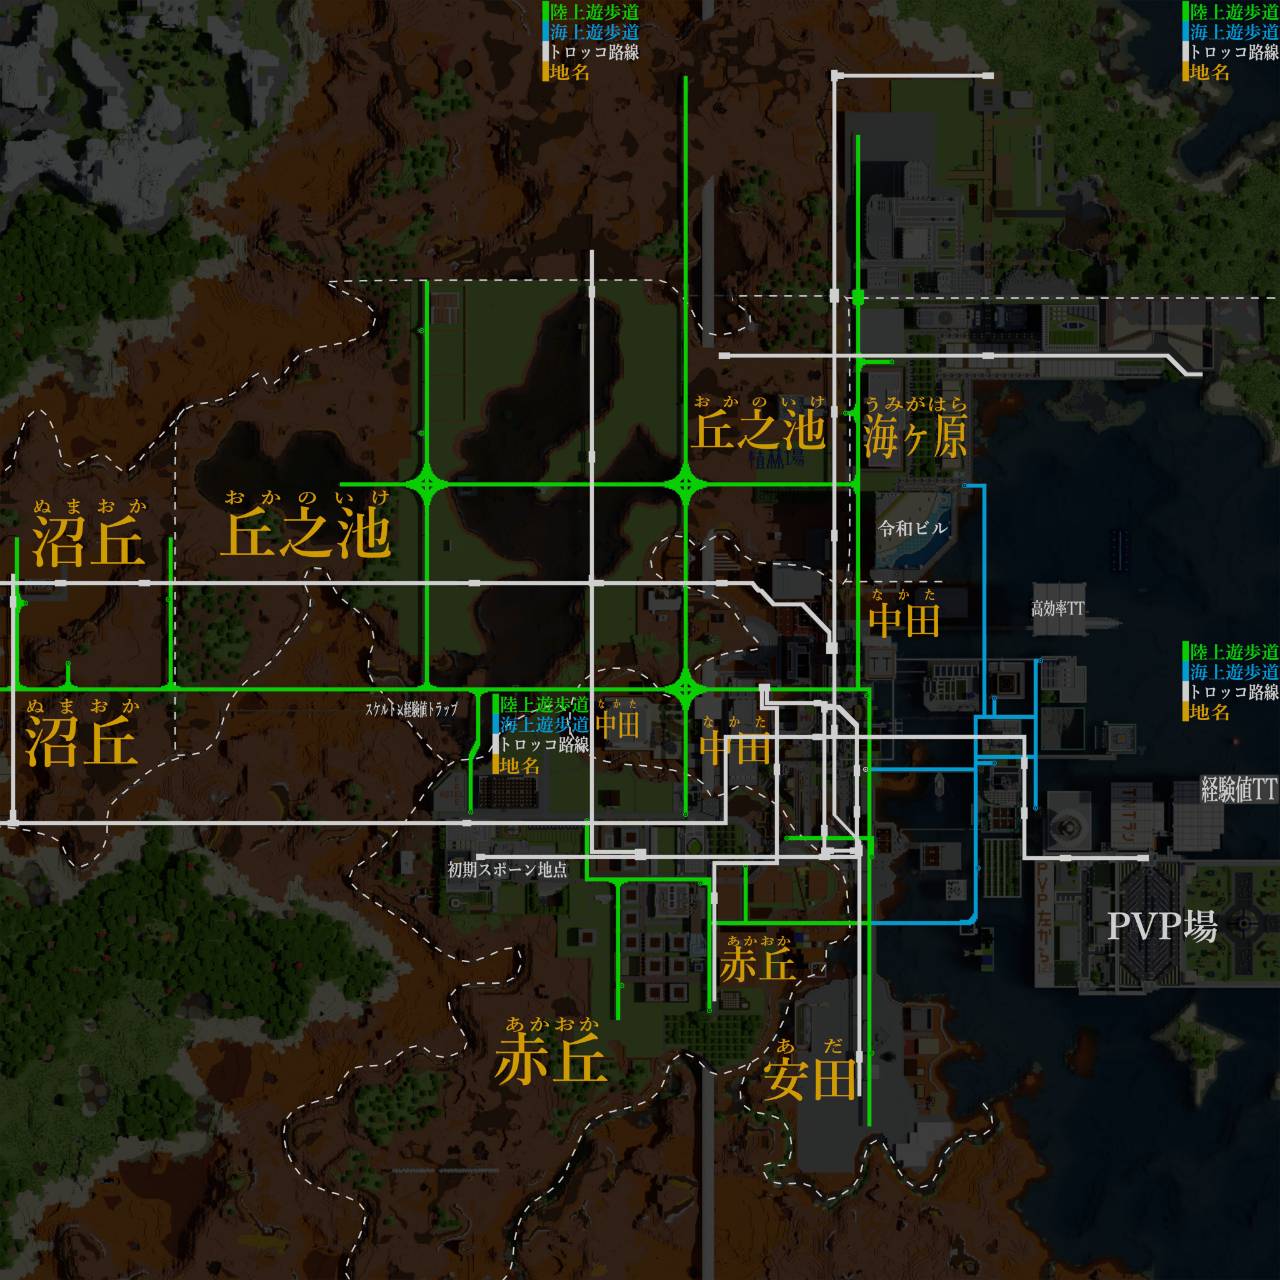 陸上遊歩道
海上遊歩道
トロッコ路線
地名
陸上遊歩道
海上遊歩道
トロッコ路線
地名
おかのいけ
丘之池
うみがはら
海ヶ原
植林工場
ぬまおか
沼丘
おかのいけ
丘之池
令和ビル
なかた
中田
高効率TT
陸上遊歩道
海上遊歩道
トロッコ路線
地名
ぬまおか
沼丘
スケルトン経験値トラップ
陸上遊歩道
海上遊歩道
トロッコ路線
地名
なかた
中田
なかた
中田
経験値TT
初期スポーン地点
PVP場
あかおか
赤丘
あかおか
赤丘
あだ
安田